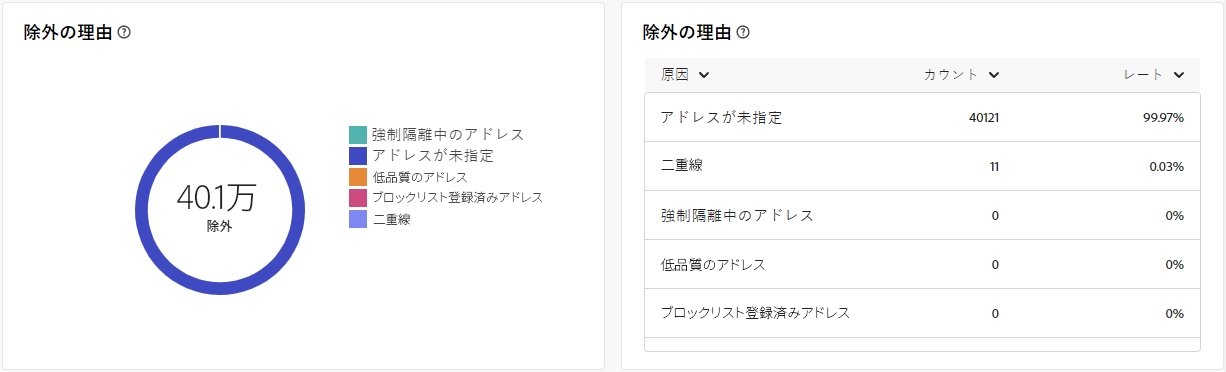 除外の理由
40.1万
除外
強制隔離中のアドレス
アドレスが未指定
低品質のアドレス
ブロックリスト登録済みアドレス
二重線
除外の理由
原因 カウント レート
アドレスが未指定 40121 99.97%
二重線 11 0.03%
強制隔離中のアドレス 0 0%
低品質のアドレス 0 0%
ブロックリスト登録済みアドレス 0 0%